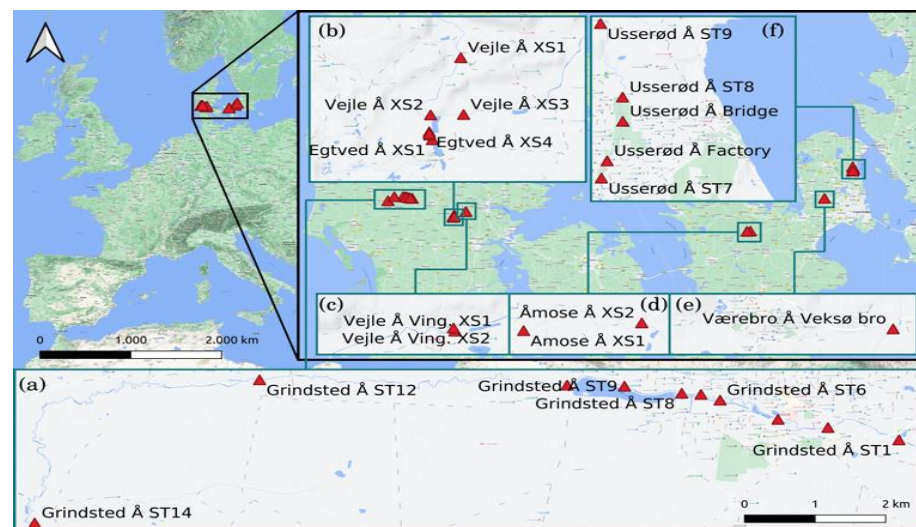 (b)
Vejle Å XS1
Vejle Å XS2
Vejle Å XS3
Egtved Å XS1
Egtved Å XS4
Usserød Å ST9
(f)
Usserød Å ST8
Usserød Å Bridge
Usserød Å Factory
Usserød Å ST7
0
1.000
2.000 km
(c)
Vejle Å Ving. XS1
Vejle Å Ving. XS2
Åmose Å XS2
(d)
Amose Å XS1
(e)
Værebro Å Veksø bro
(a)
Grindsted Å ST12
Grindsted Å ST9
Grindsted Å ST8
Grindsted Å ST6
Grindsted Å ST1
Grindsted Å ST14
0
1
2 km